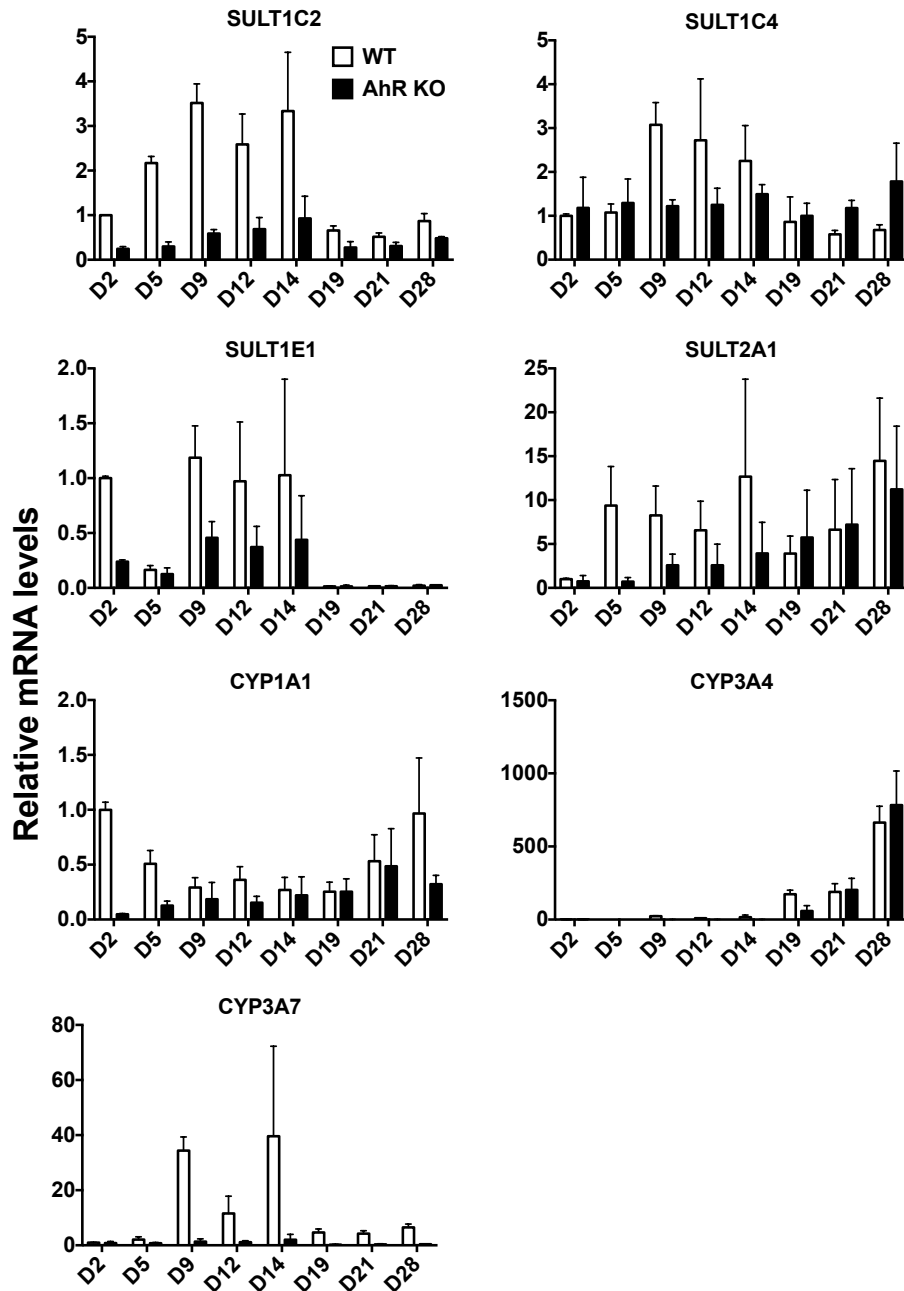 Relative mRNA levels
SULT1C2
WT
AhR KO
5
4
3
2
1
0
D2 D5 D9 D12 D14 D19 D21 D28
SULT1C4
5
4
3
2
1
0
D2 D5 D9 D12 D14 D19 D21 D28
SULT1E1
2.0
1.5
1.0
0.5
0.0
D2 D5 D9 D12 D14 D19 D21 D28
SULT2A1
25
20
15
10
5
0
D2 D5 D9 D12 D14 D19 D21 D28
CYP1A1
2.0
1.5
1.0
0.5
0.0
D2 D5 D9 D12 D14 D19 D21 D28
CYP3A4
1500
1000
500
0
D2 D5 D9 D12 D14 D19 D21 D28
CYP3A7
80
60
40
20
0
D2 D5 D9 D12 D14 D19 D21 D28